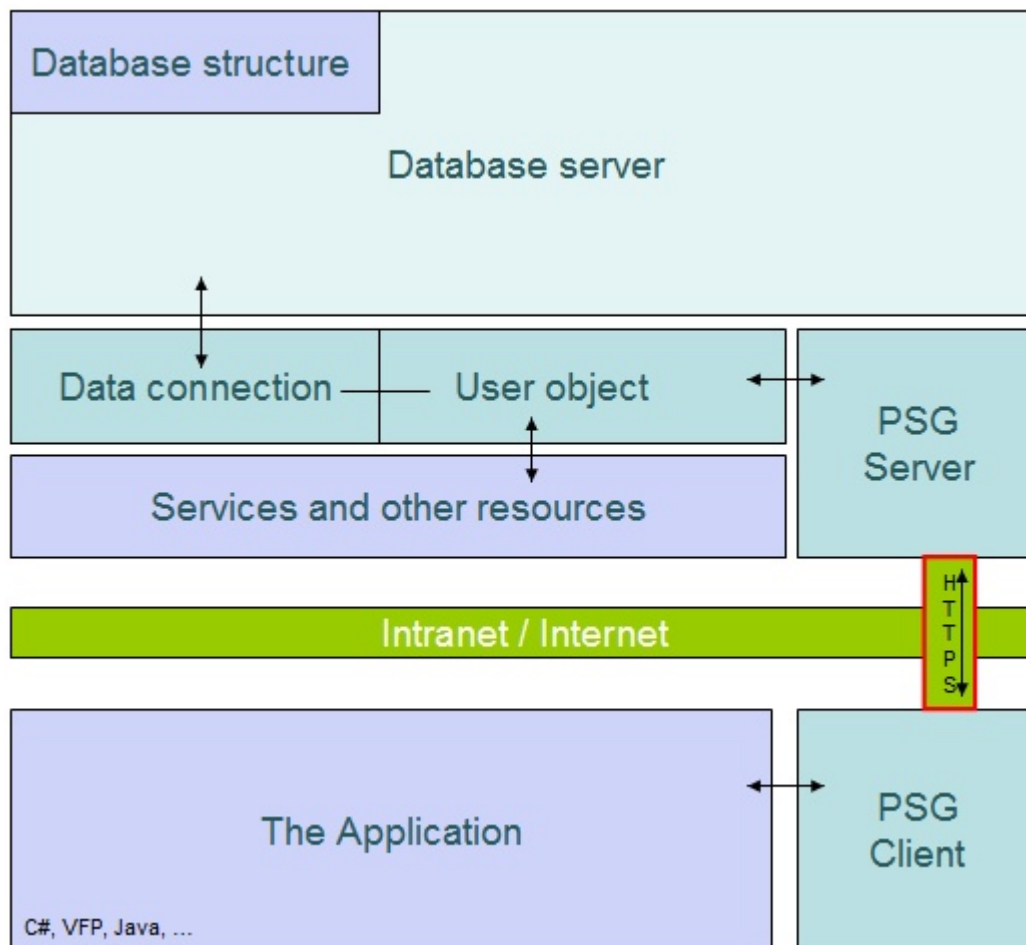 Database structure
Database server
Data connection
User object
PSG
Server
Services and other resources
HTTPS
Intranet / Internet
The Application
PSG
Client
C#, VFP, Java, ...